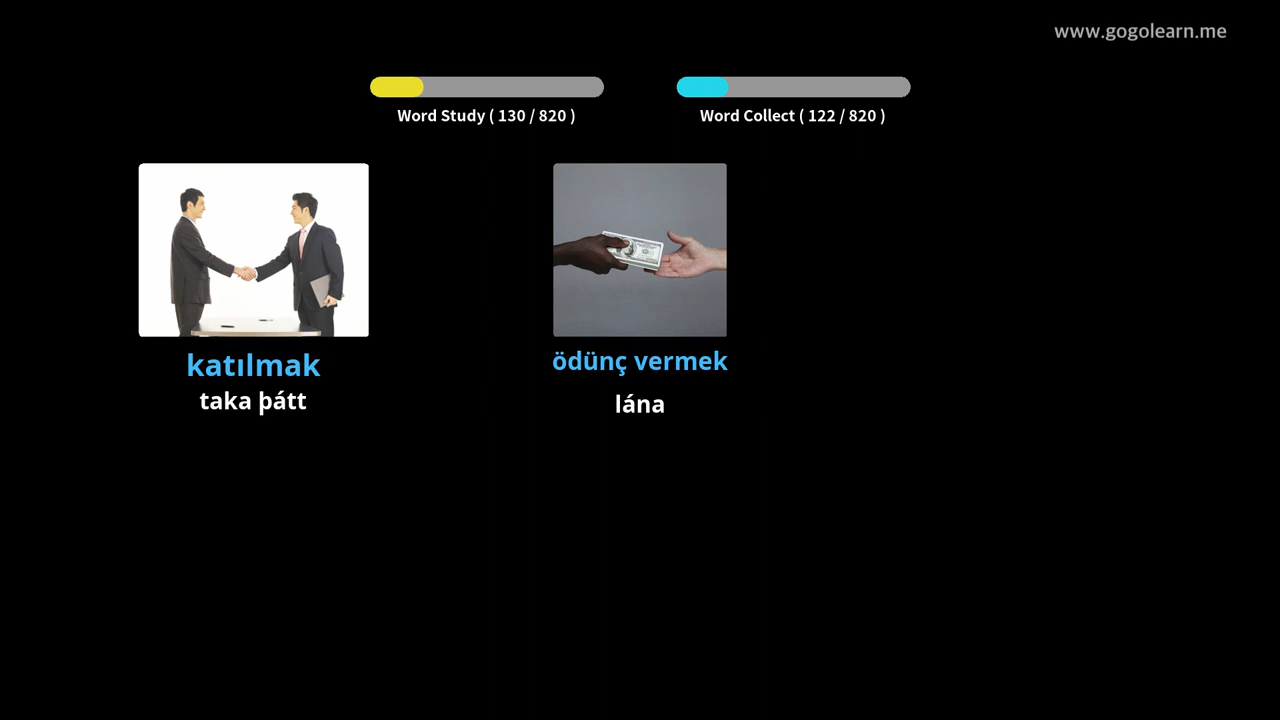 www.gogolearn.me
Word Study ( 130 / 820 )
Word Collect ( 122 / 820 )
katılmak
taka þátt
ödünç vermek
lána